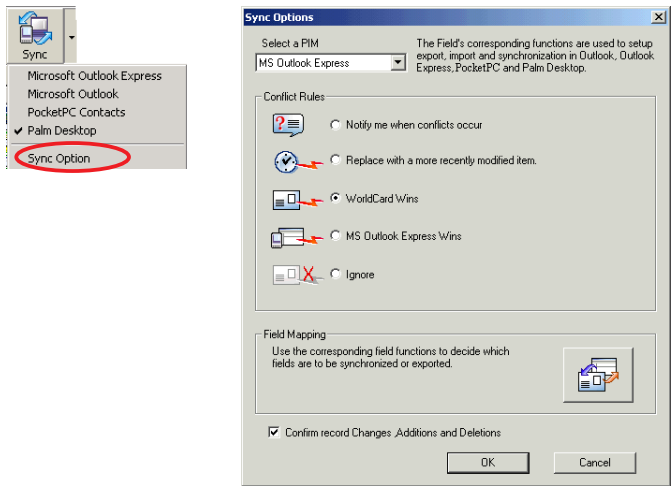 Sync
Microsoft Outlook Express
Microsoft Outlook
PocketPC Contacts
Palm Desktop
Sync Option
Sync Options
Select a PIM
MS Outlook Express
The Field's corresponding functions are used to setup
export, import and synchronization in Outlook, Outlook
Express,PocketPC and Palm Desktop.
Conflict Rules
Notify me when conflicts occur
Replace with a more recently modified item.
WorldCard Wins
MS Outlook Express Wins
Ignore
Field Mapping
Use the corresponding field functions to decide which
fields are to be synchronized or exported.
Confirm record Changes ,Additions and Deletions
OK
Cancel